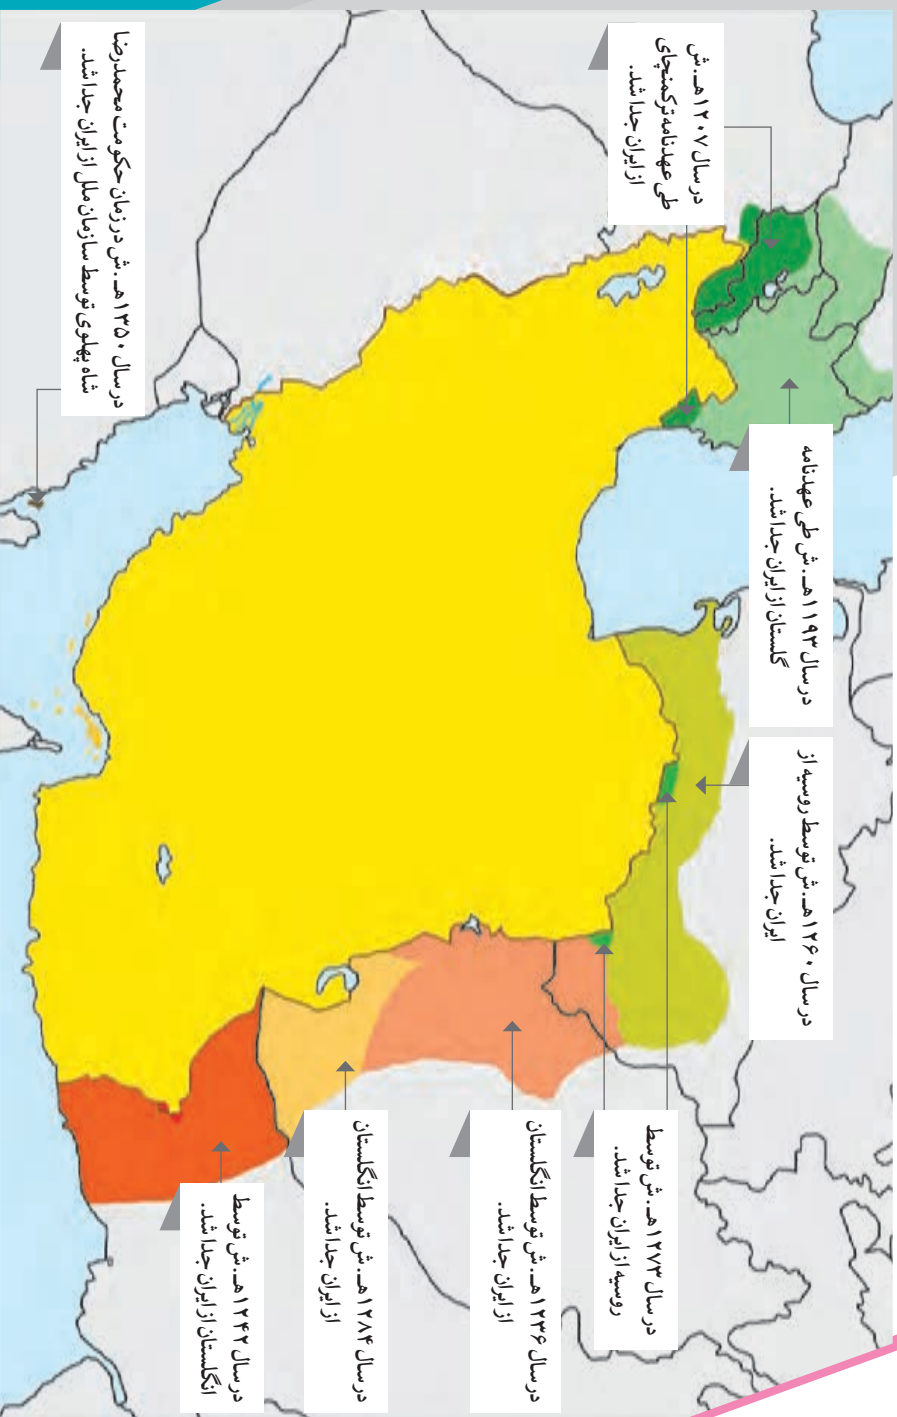 در سال ۱۲۰۷ هـ . ش
طی عهدنامه ترکمنچای
از ایران جدا شد.
در سال ۱۳۵۰ هـ . ش در زمان حکومت محمدرضا
شاه پهلوی توسط سازمان ملل از ایران جدا شد.
در سال ۱۱۹۳ هـ . ش طی عهدنامه
گلستان از ایران جدا شد.
در سال ۱۲۶۰ هـ . ش توسط روسیه از
ایران جدا شد.
در سال ۱۲۷۳ هـ . ش توسط
روسیه از ایران جدا شد.
در سال ۱۲۳۶ هـ . ش توسط انگلستان
از ایران جدا شد.
در سال ۱۲۸۴ هـ . ش توسط انگلستان
از ایران جدا شد.
در سال ۱۲۴۲ هـ . ش توسط
انگلستان از ایران جدا شد.